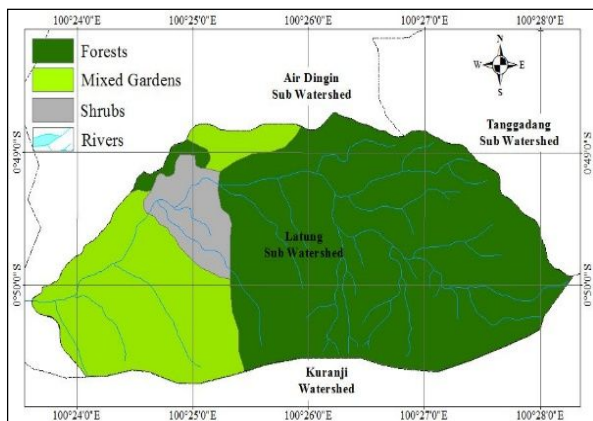 100°24'0"E 100°25'0"E 100°26'0"E 100°27'0"E 100°28'0"E
Forests
Mixed Gardens
Shrubs
Rivers
N
W E
S
Air Dingin
Sub Watershed
Tanggadang
Sub Watershed
0°49'0"S 0°49'0"S
Latung
Sub Watershed
0°50'0"S 0°50'0"S
Kuranji
Watershed
100°24'0"E 100°25'0"E 100°26'0"E 100°27'0"E 100°28'0"E